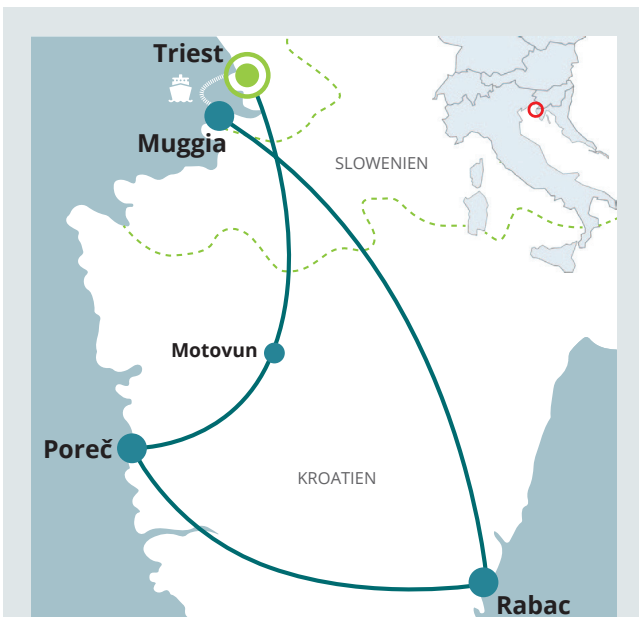 Triest
Muggia
SLOWENIEN
Motovun
Poreč
KROATIEN
Rabac